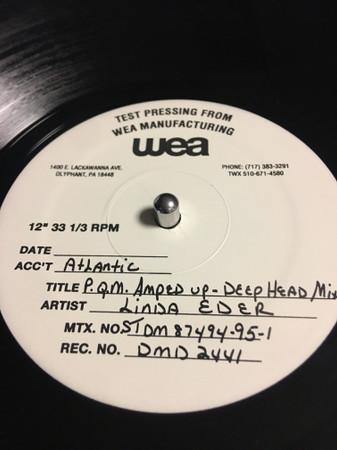 TEST PRESSING FROM
WEA MANUFACTURING
wea
1400 E. LACKAWANNA AVE. PHONE: (717) 383-3291
OLYPHANT, PA 18448 TWX 510-671-4580
12" 33 1/3 RPM
DATE
ACC'T Atlantic
TITLE P.Q.M. AMPED UP - DEEP HEAD Mix
ARTIST LINDA EDER
MTX. NO. STDM 87494-95-1
REC. NO. DMD 2441